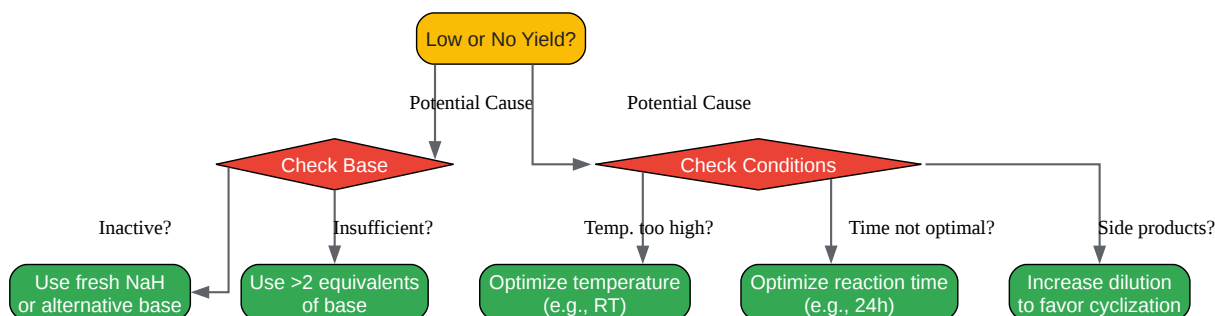 Low or No Yield?
Potential Cause
Potential Cause
Check Base
Check Conditions
Inactive?
Insufficient?
Temp. too high?
Time not optimal?
Side products?
Use fresh NaH
or alternative base
Use >2 equivalents
of base
Optimize temperature
(e.g., RT)
Optimize reaction time
(e.g., 24h)
Increase dilution
to favor cyclization